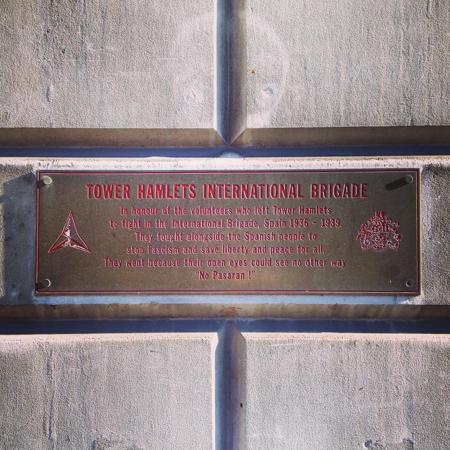 TOWER HAMLETS INTERNATIONAL BRIGADE
In honour of the volunteers who left Tower Hamlets
to fight in the International Brigade, Spain 1936 - 1939.
They fought alongside the Spanish people to
stop Fascism and save liberty and peace for all.
They went because their open eyes could see no other way
"No Pasaran !"